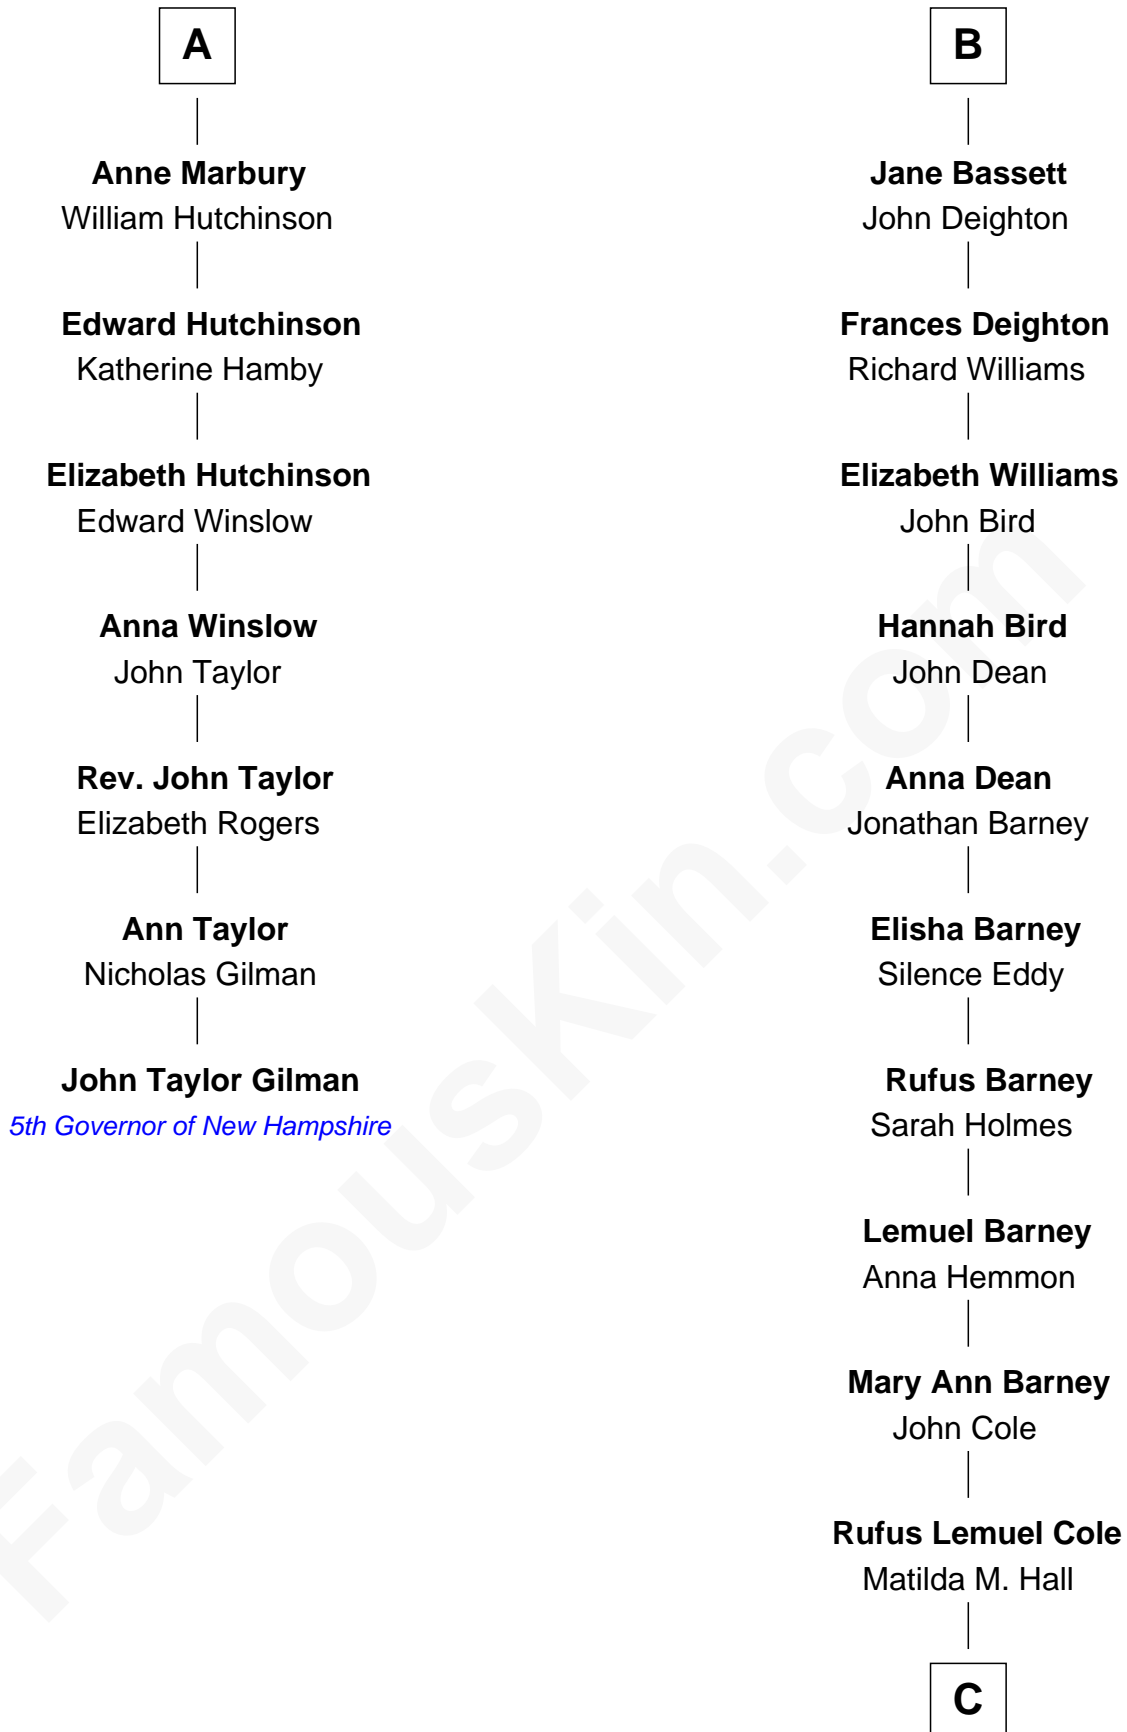 A
Anne Marbury
William Hutchinson
Edward Hutchinson
Katherine Hamby
Elizabeth Hutchinson
Edward Winslow
Anna Winslow
John Taylor
Rev. John Taylor
Elizabeth Rogers
Ann Taylor
Nicholas Gilman
John Taylor Gilman
5th Governor of New Hampshire
B
Jane Bassett
John Deighton
Frances Deighton
Richard Williams
Elizabeth Williams
John Bird
Hannah Bird
John Dean
Anna Dean
Jonathan Barney
Elisha Barney
Silence Eddy
Rufus Barney
Sarah Holmes
Lemuel Barney
Anna Hemmon
Mary Ann Barney
John Cole
Rufus Lemuel Cole
Matilda M. Hall
C
FamousKin.com